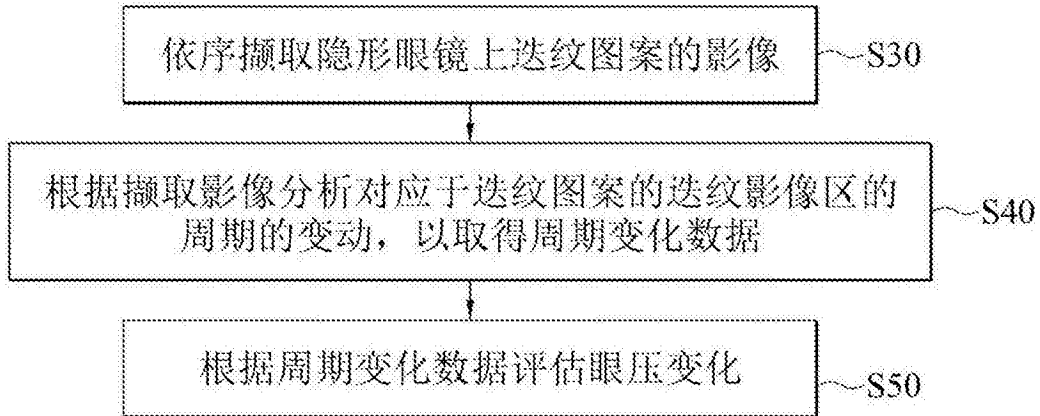 依序撷取隐形眼镜上迭纹图案的影像
S30
根据撷取影像分析对应于迭纹图案的迭纹影像区的
周期的变动，以取得周期变化数据
S40
根据周期变化数据评估眼压变化
S50